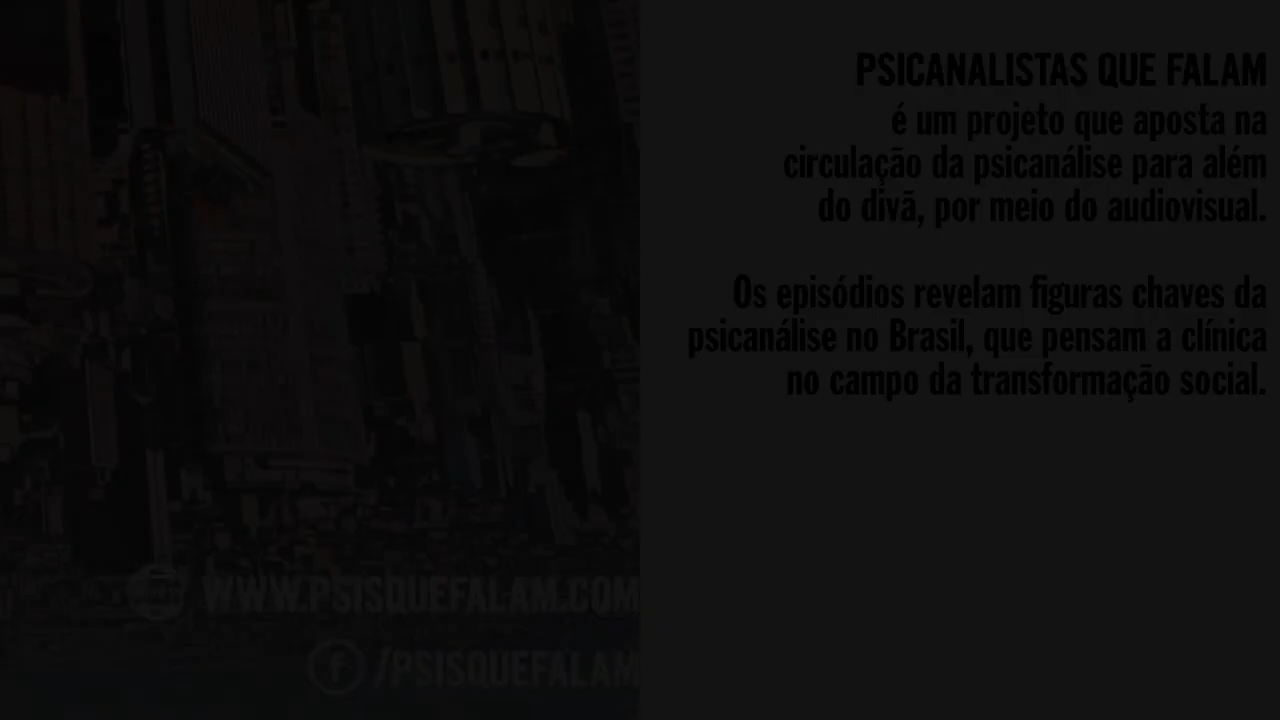 PSICANALISTAS QUE FALAM
é um projeto que aposta na
circulação da psicanálise para além
do divã, por meio do audiovisual.
Os episódios revelam figuras chaves da
psicanálise no Brasil, que pensam a clínica
no campo da transformação social.
WWW.PSISQUEFALAM.COM
/PSISQUEFALAM